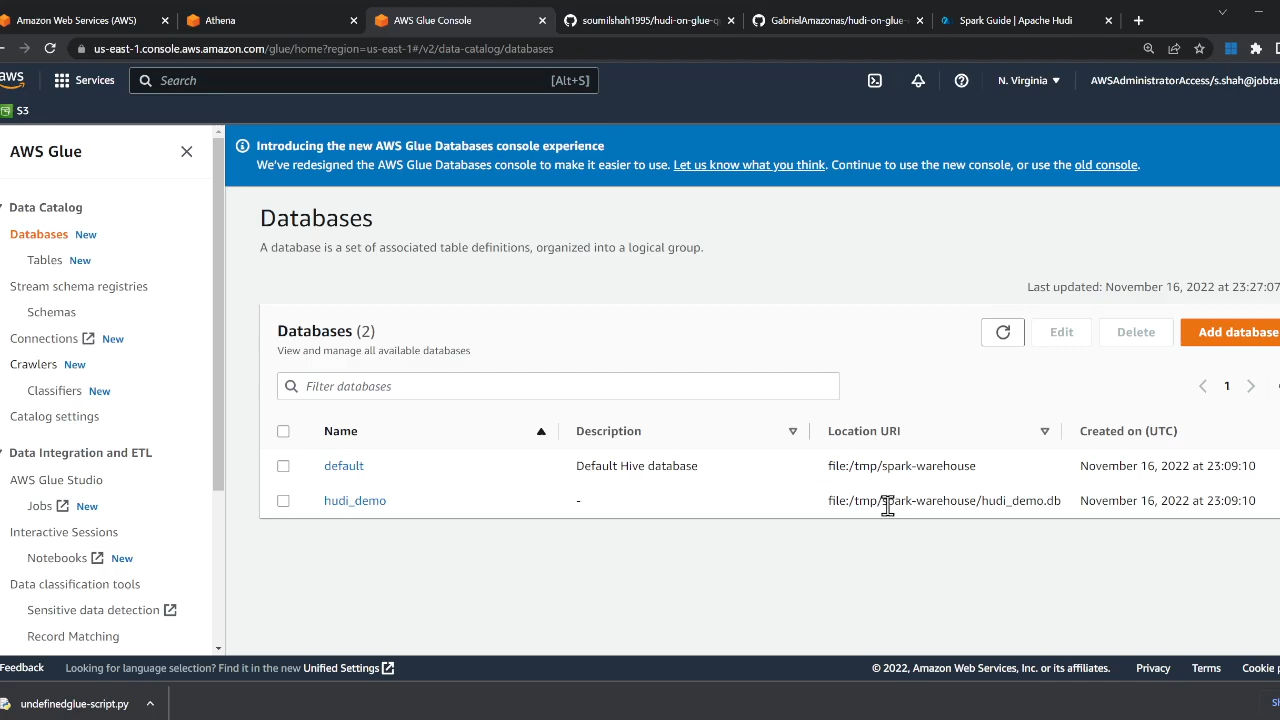 Amazon Web Services (AWS)
Athena
AWS Glue Console
soumilshah1995/hudi-on-glue-q
GabrielAmazonas/hudi-on-glue-
Spark Guide | Apache Hudi
us-east-1.console.aws.amazon.com/glue/home?region=us-east-1#/v2/data-catalog/databases
aws
Services
Search
[Alt+S]
N. Virginia
AWSAdministratorAccess/s.shah@jobta
S3
AWS Glue
Data Catalog
Databases New
Tables New
Stream schema registries
Schemas
Connections New
Crawlers New
Classifiers New
Catalog settings
Data Integration and ETL
AWS Glue Studio
Jobs New
Interactive Sessions
Notebooks New
Data classification tools
Sensitive data detection
Record Matching
Introducing the new AWS Glue Databases console experience
We've redesigned the AWS Glue Databases console to make it easier to use. Let us know what you think. Continue to use the new console, or use the old console.
Databases
A database is a set of associated table definitions, organized into a logical group.
Last updated: November 16, 2022 at 23:27:07
Databases (2)
View and manage all available databases
Edit
Delete
Add database
Filter databases
1
Name Description Location URI Created on (UTC)
default Default Hive database file:/tmp/spark-warehouse November 16, 2022 at 23:09:10
hudi_demo - file:/tmp/spark-warehouse/hudi_demo.db November 16, 2022 at 23:09:10
Feedback
Looking for language selection? Find it in the new Unified Settings
© 2022, Amazon Web Services, Inc. or its affiliates.
Privacy
Terms
Cookie p
undefinedglue-script.py